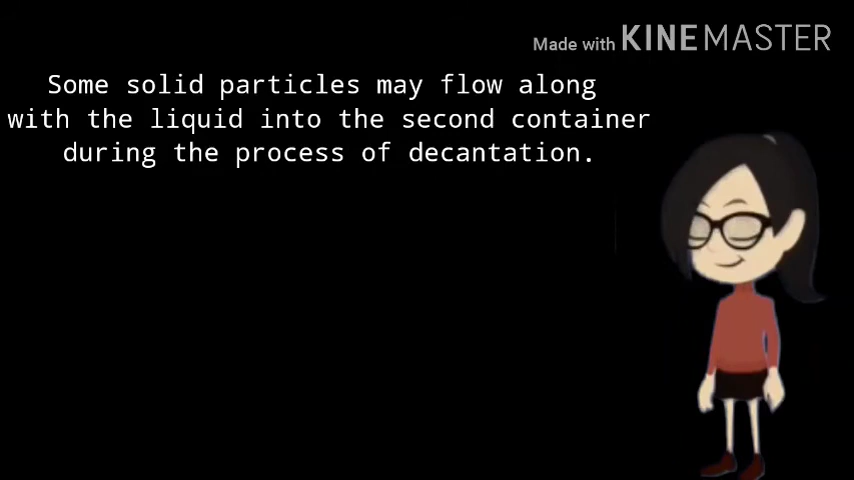 Made with KINEMASTER
Some solid particles may flow along
with the liquid into the second container
during the process of decantation.